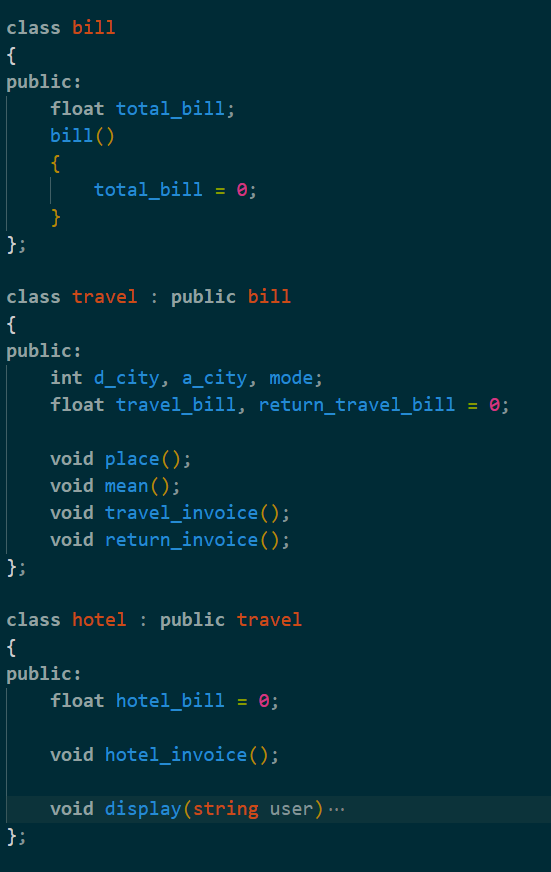 class bill
{
public:
    float total_bill;
    bill()
    {
        total_bill = 0;
    }
};

class travel : public bill
{
public:
    int d_city, a_city, mode;
    float travel_bill, return_travel_bill = 0;

    void place();
    void mean();
    void travel_invoice();
    void return_invoice();
};

class hotel : public travel
{
public:
    float hotel_bill = 0;

    void hotel_invoice();

    void display(string user)⋯
};